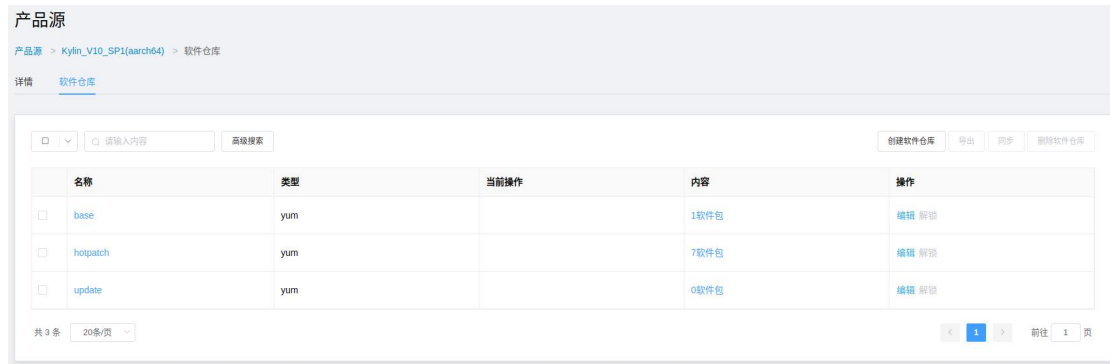 产品源
产品源 > Kylin_V10_SP1(aarch64) > 软件仓库
详情 软件仓库
请输入内容 高级搜索 创建软件仓库 导出 同步 删除软件仓库
名称 类型 当前操作 内容 操作
base yum 1软件包 编辑 解锁
hotpatch yum 7软件包 编辑 解锁
update yum 0软件包 编辑 解锁
共 3 条 20条/页 < 1 > 前往 1 页